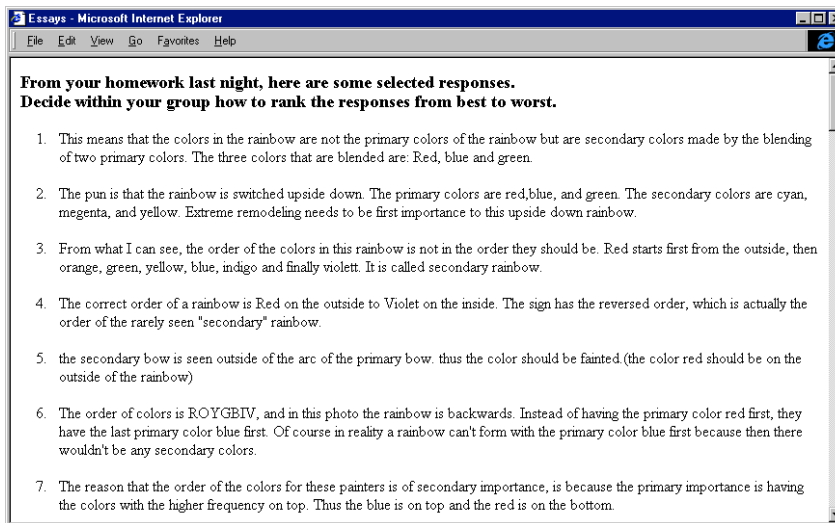 Essays - Microsoft Internet Explorer
File Edit View Go Favorites Help
From your homework last night, here are some selected responses.
Decide within your group how to rank the responses from best to worst.
1. This means that the colors in the rainbow are not the primary colors of the rainbow but are secondary colors made by the blending
of two primary colors. The three colors that are blended are: Red, blue and green.
2. The pun is that the rainbow is switched upside down. The primary colors are red,blue, and green. The secondary colors are cyan,
megenta, and yellow. Extreme remodeling needs to be first importance to this upside down rainbow.
3. From what I can see, the order of the colors in this rainbow is not in the order they should be. Red starts first from the outside, then
orange, green, yellow, blue, indigo and finally violett. It is called secondary rainbow.
4. The correct order of a rainbow is Red on the outside to Violet on the inside. The sign has the reversed order, which is actually the
order of the rarely seen "secondary" rainbow.
5. the secondary bow is seen outside of the arc of the primary bow. thus the color should be fainted.(the color red should be on the
outside of the rainbow)
6. The order of colors is ROYGBIV, and in this photo the rainbow is backwards. Instead of having the primary color red first, they
have the last primary color blue first. Of course in reality a rainbow can't form with the primary color blue first because then there
wouldn't be any secondary colors.
7. The reason that the order of the colors for these painters is of secondary importance, is because the primary importance is having
the colors with the higher frequency on top. Thus the blue is on top and the red is on the bottom.